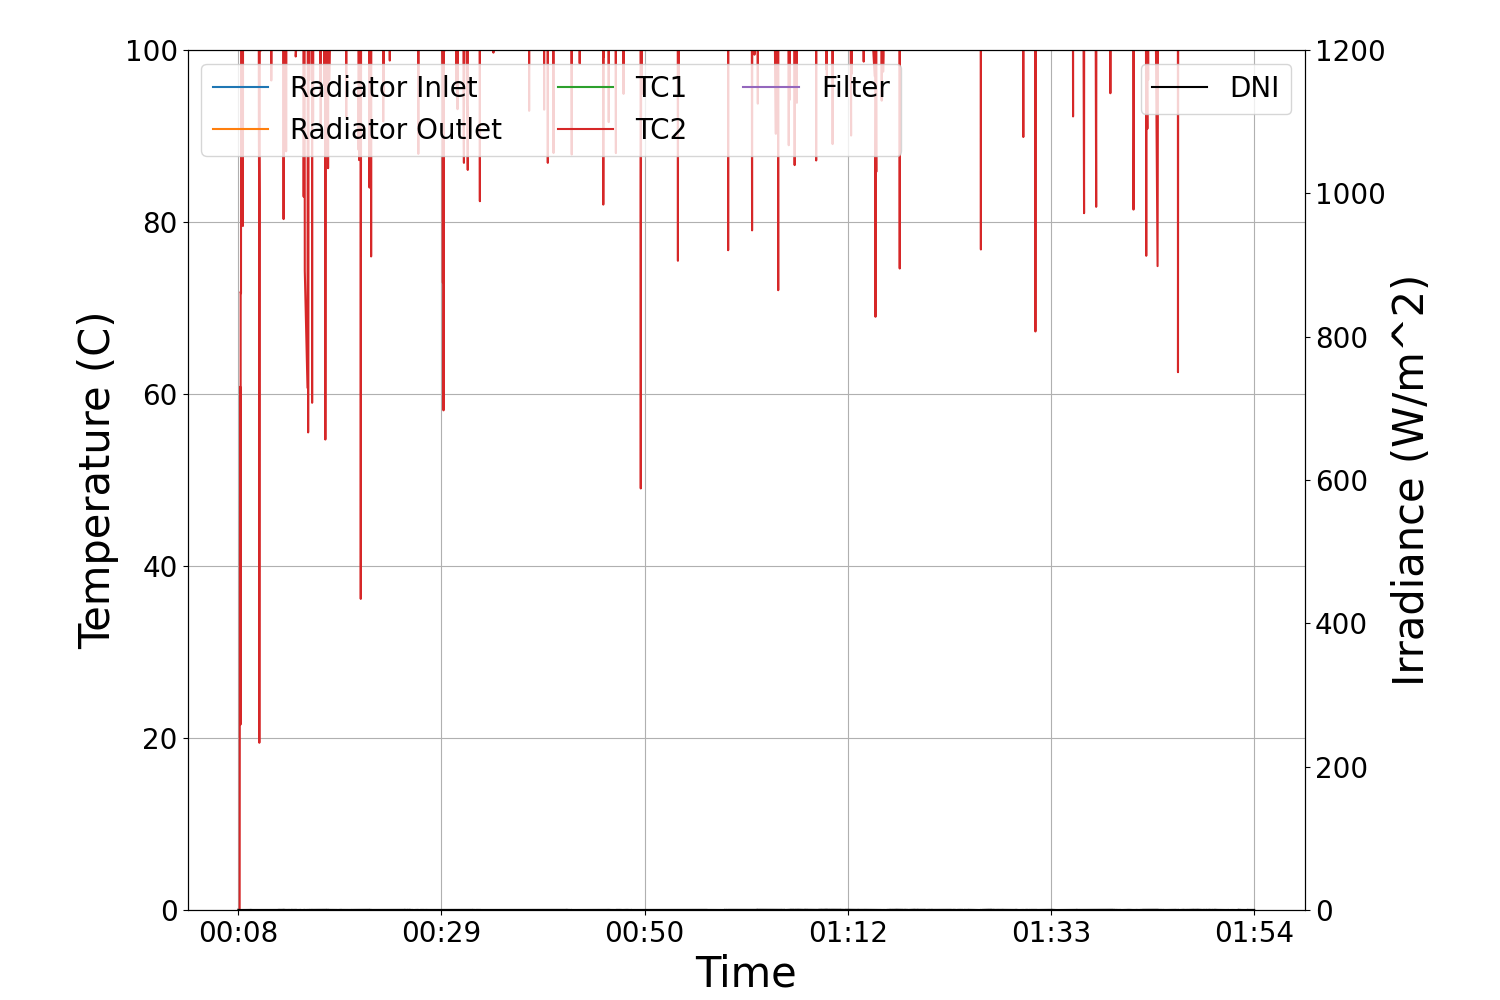 100
80
60
40
20
0
Temperature (C)
Radiator Inlet
Radiator Outlet
TC1
TC2
Filter
DNI
1200
1000
800
600
400
200
0
Irradiance (W/m^2)
00:08
00:29
00:50
01:12
01:33
01:54
Time